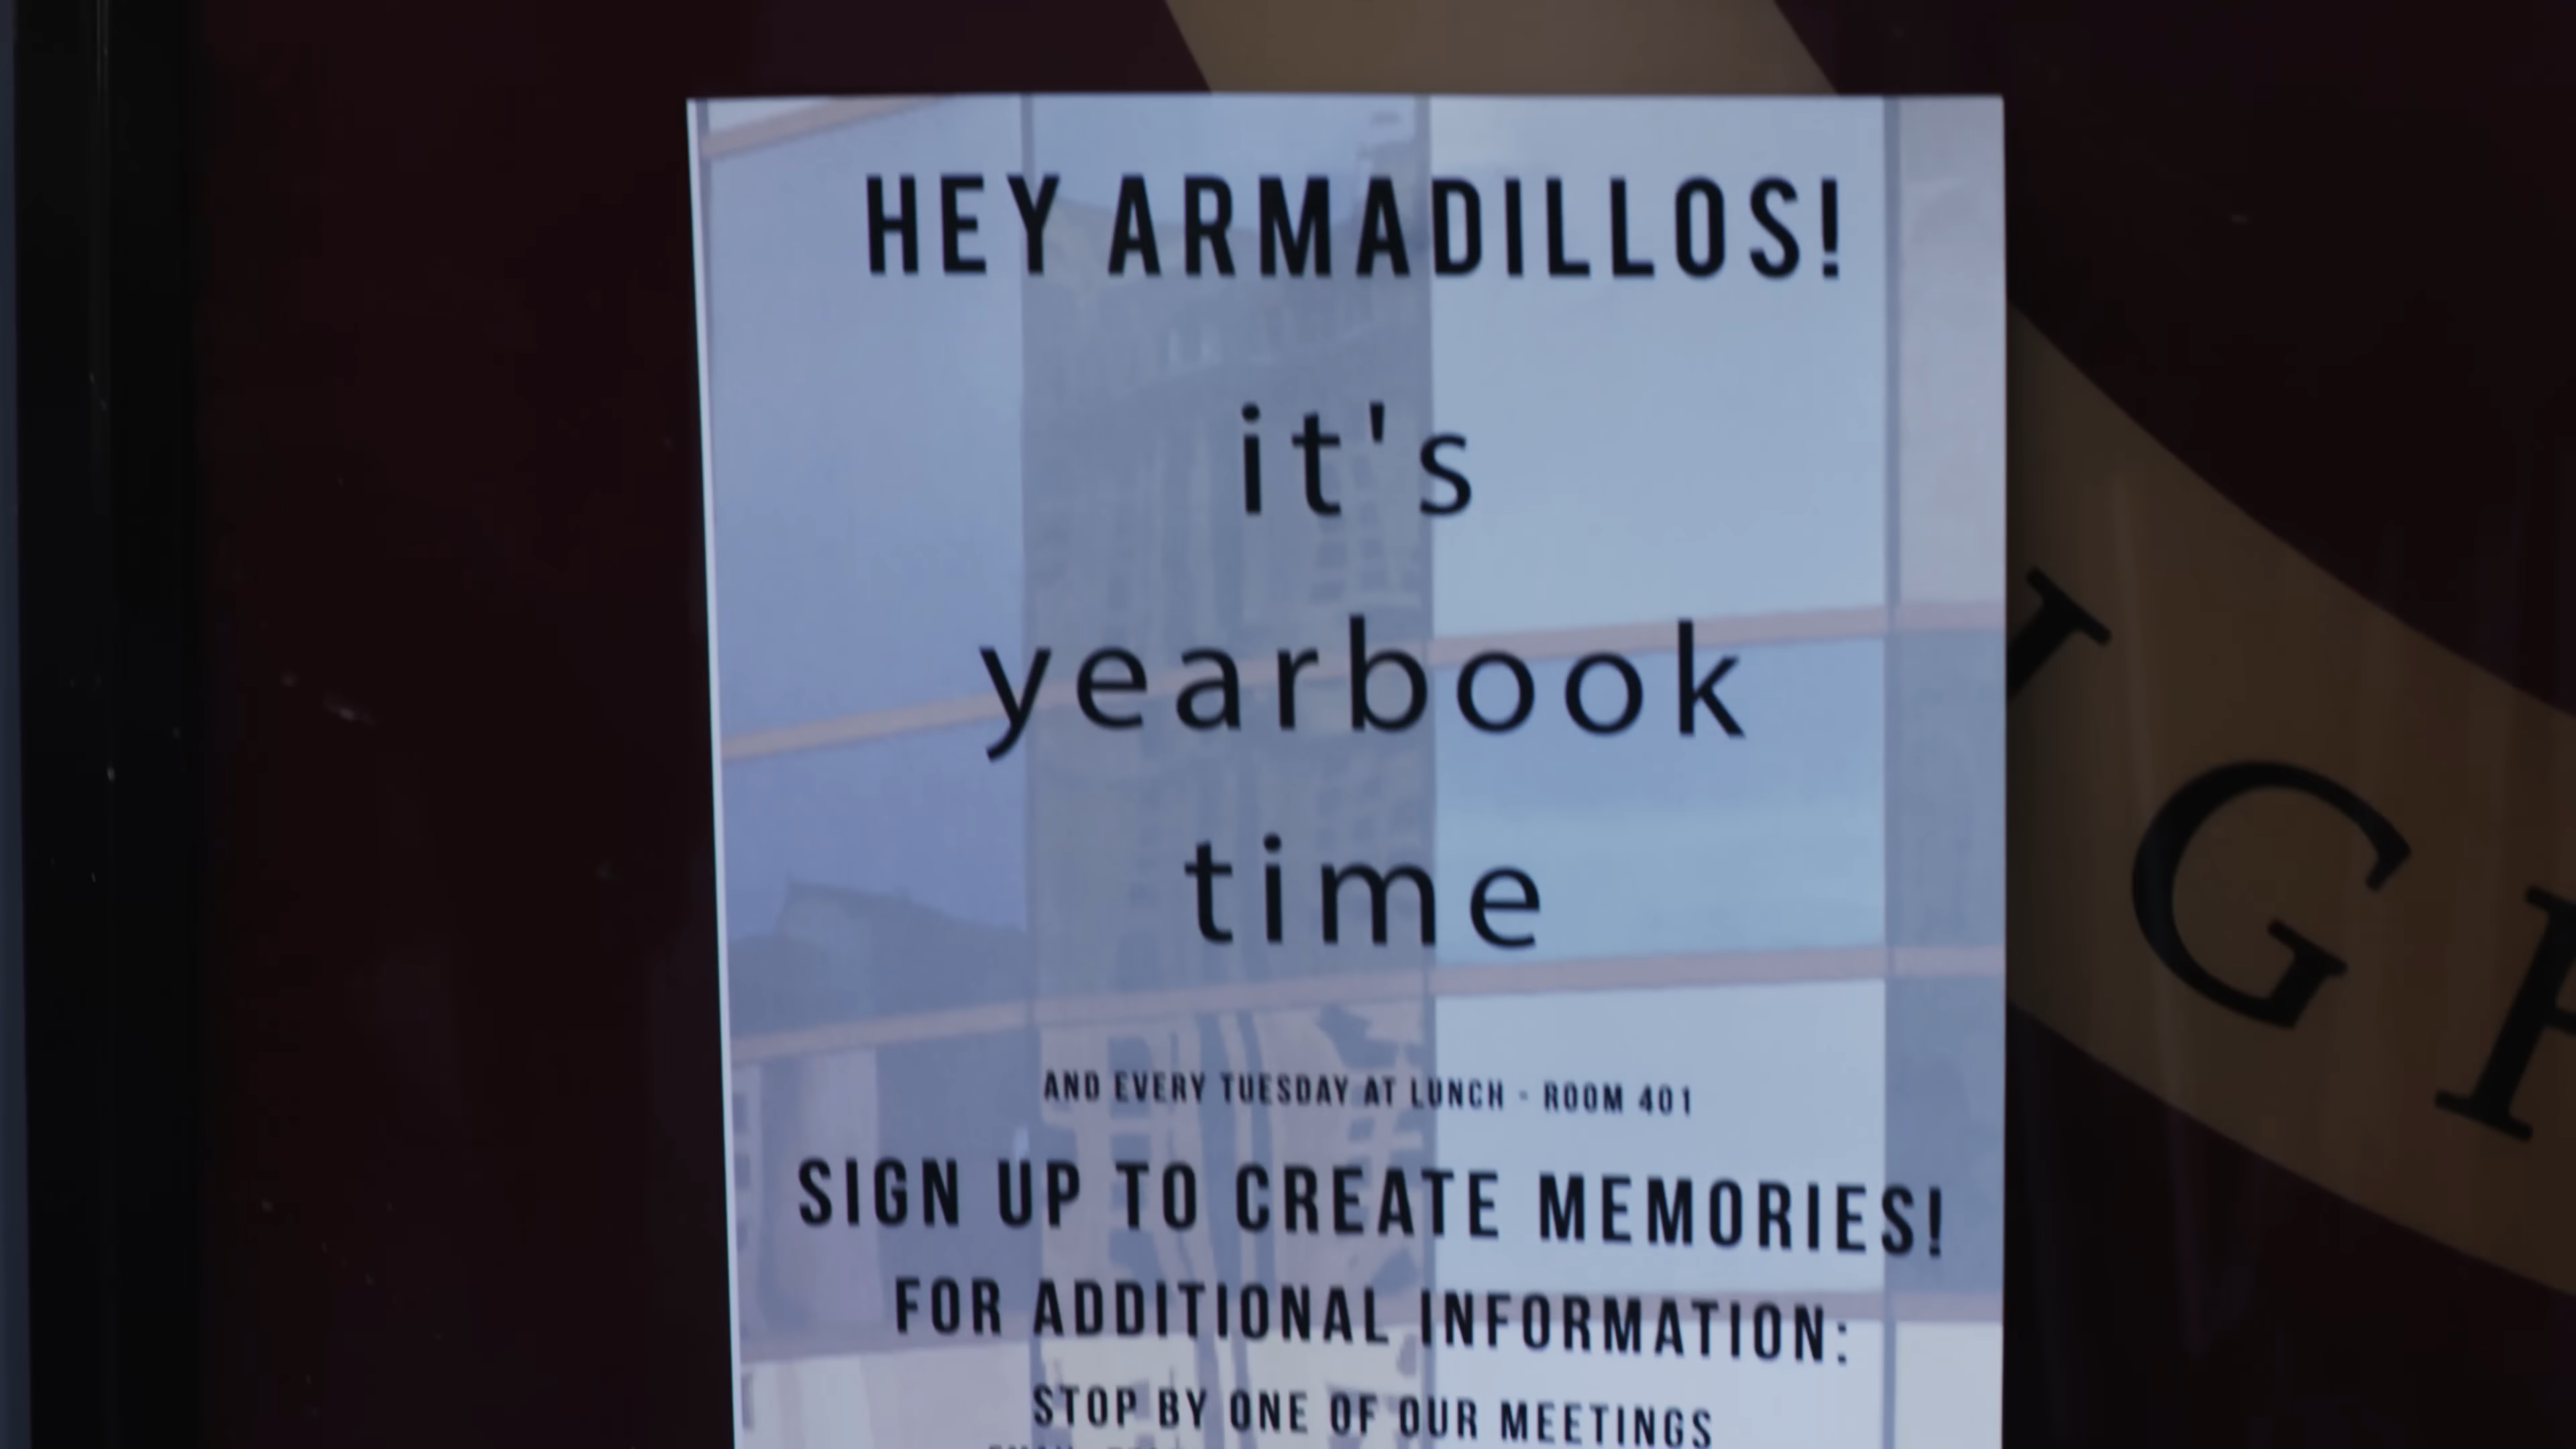 HEY ARMADILLOS!
it's
yearbook
time
AND EVERY TUESDAY AT LUNCH - ROOM 401
SIGN UP TO CREATE MEMORIES!
FOR ADDITIONAL INFORMATION:
STOP BY ONE OF OUR MEETINGS
IGH